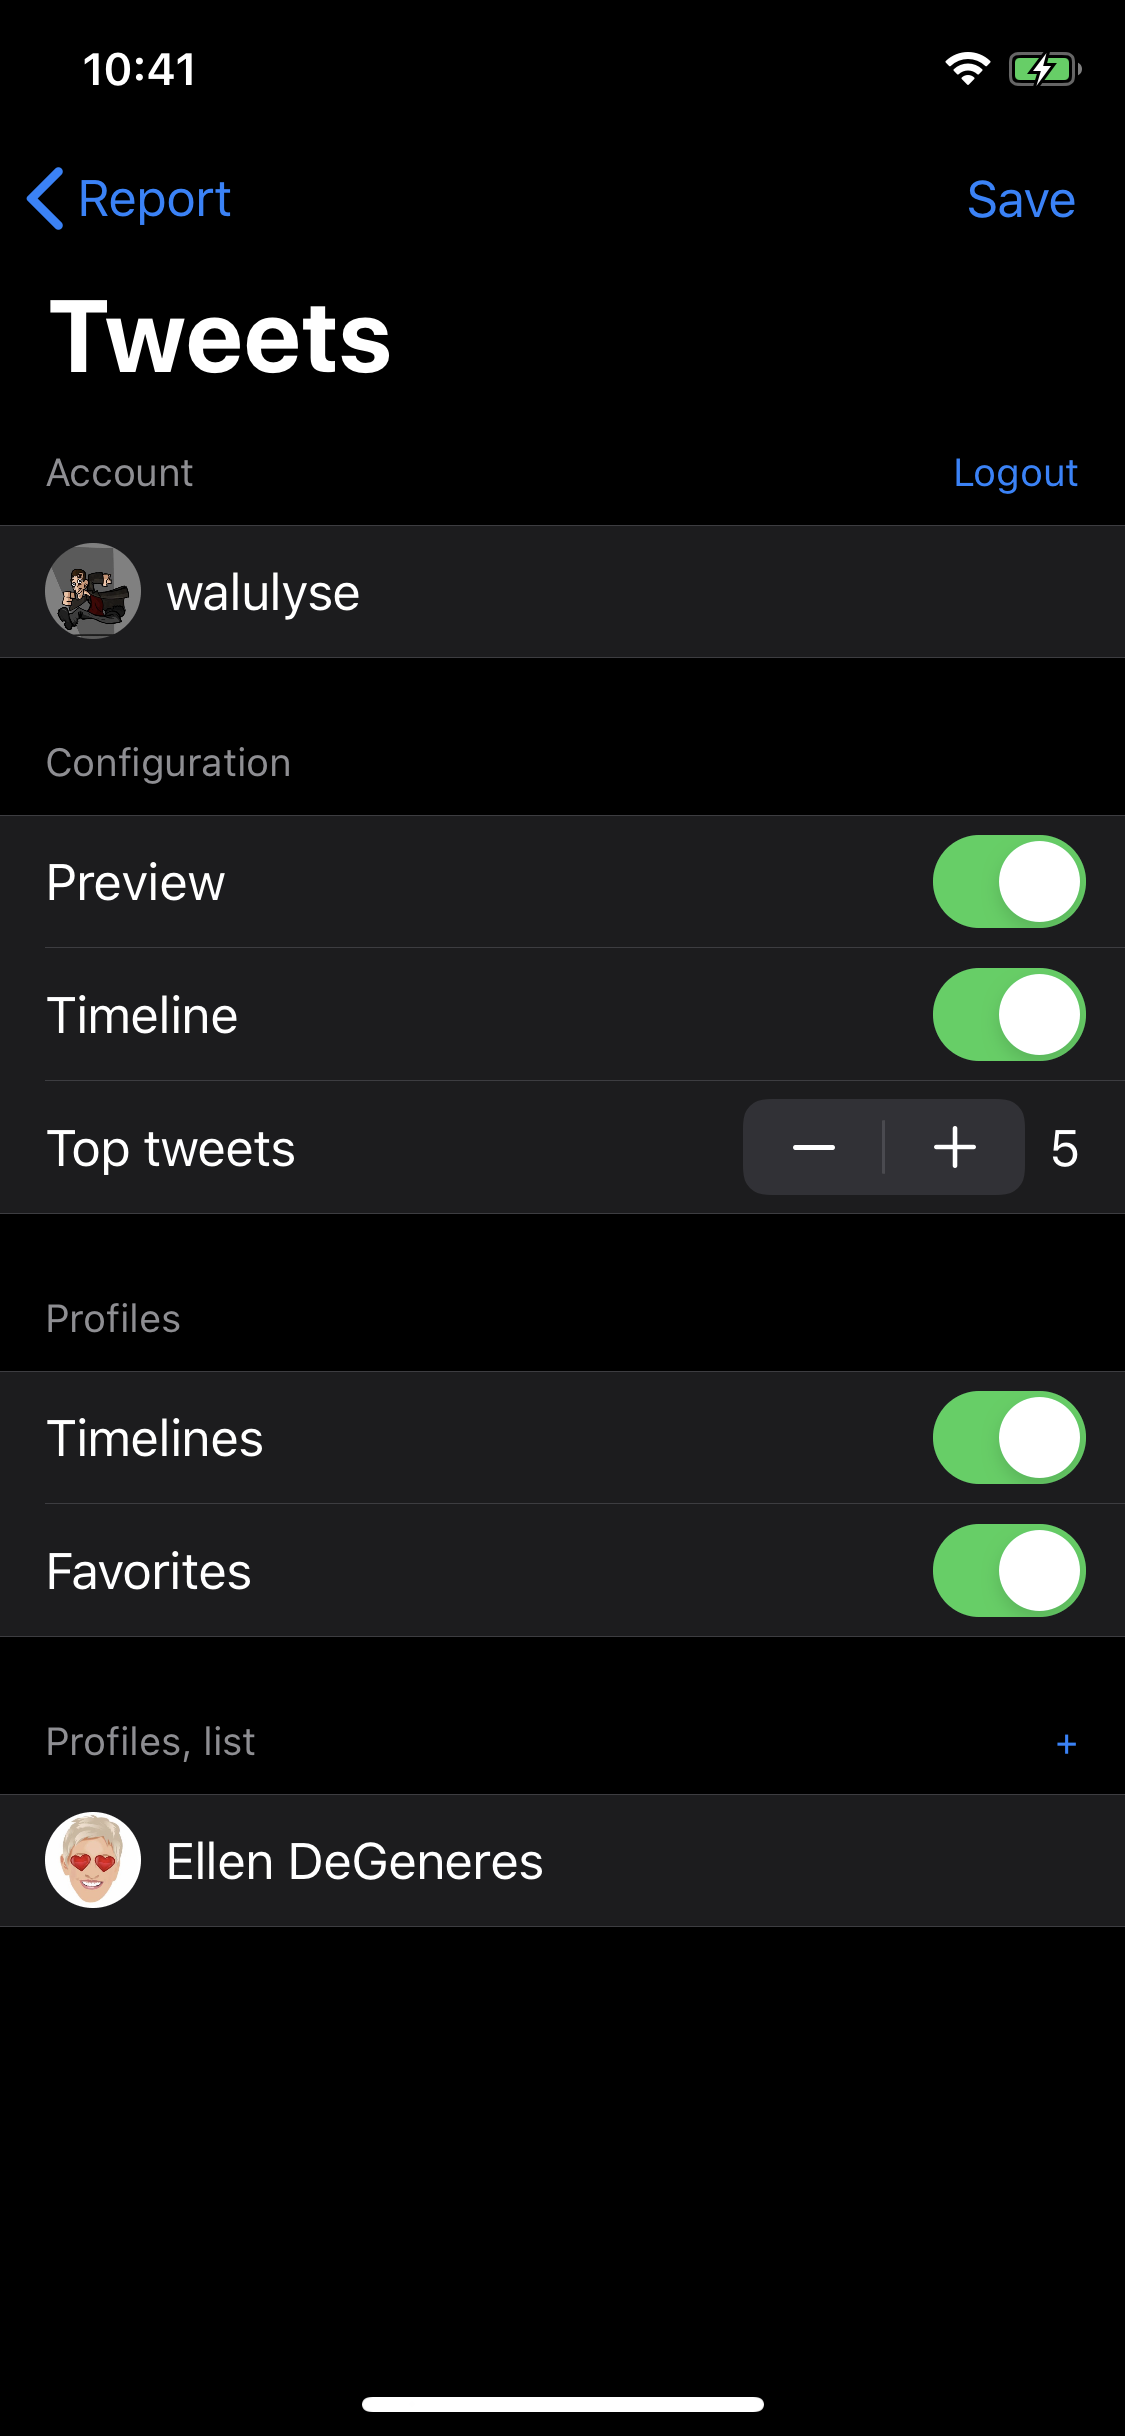 10:41
Report
Save
Tweets
Account
Logout
walulyse
Configuration
Preview
Timeline
Top tweets
5
Profiles
Timelines
Favorites
Profiles, list
+
Ellen DeGeneres